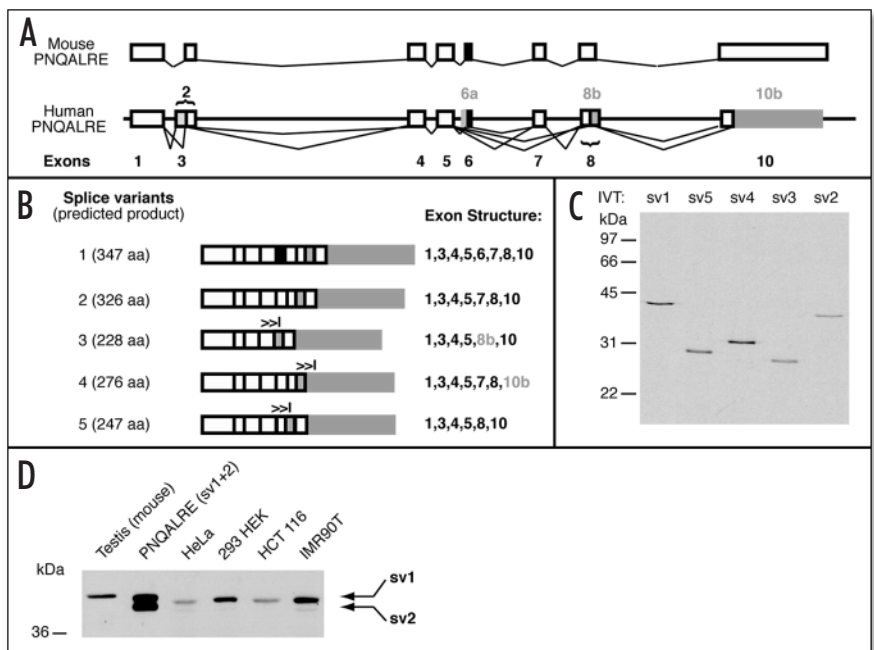 A
Mouse
PNQALRE
2
6a 8b 10b
Human
PNQALRE
Exons 1 3 4 5 6 7 8 10
B
Splice variants
(predicted product)
Exon Structure:
1 (347 aa) 1,3,4,5,6,7,8,10
2 (326 aa) 1,3,4,5,7,8,10
>>I
3 (228 aa) 1,3,4,5,8b,10
>>I
4 (276 aa) 1,3,4,5,7,8,10b
>>I
5 (247 aa) 1,3,4,5,8,10
C
IVT: sv1 sv5 sv4 sv3 sv2
kDa
97
66
45
31
22
D
Testis (mouse)
PNQALRE (sv1+2)
HeLa
293 HEK
HCT 116
IMR90T
kDa
36
sv1
sv2